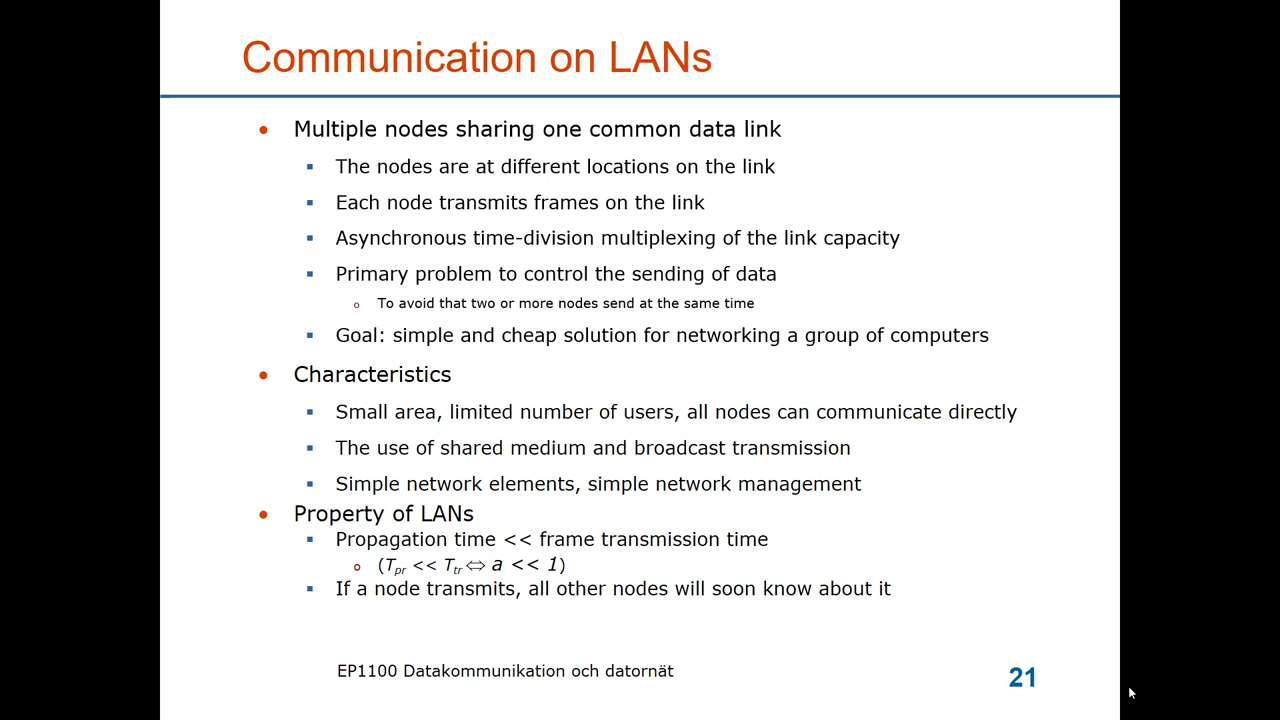 Communication on LANs
• Multiple nodes sharing one common data link
▪ The nodes are at different locations on the link
▪ Each node transmits frames on the link
▪ Asynchronous time-division multiplexing of the link capacity
▪ Primary problem to control the sending of data
o To avoid that two or more nodes send at the same time
▪ Goal: simple and cheap solution for networking a group of computers
• Characteristics
▪ Small area, limited number of users, all nodes can communicate directly
▪ The use of shared medium and broadcast transmission
▪ Simple network elements, simple network management
• Property of LANs
▪ Propagation time << frame transmission time
o (Tpr << Ttr ⇔ a << 1)
▪ If a node transmits, all other nodes will soon know about it
EP1100 Datakommunikation och datornät
21